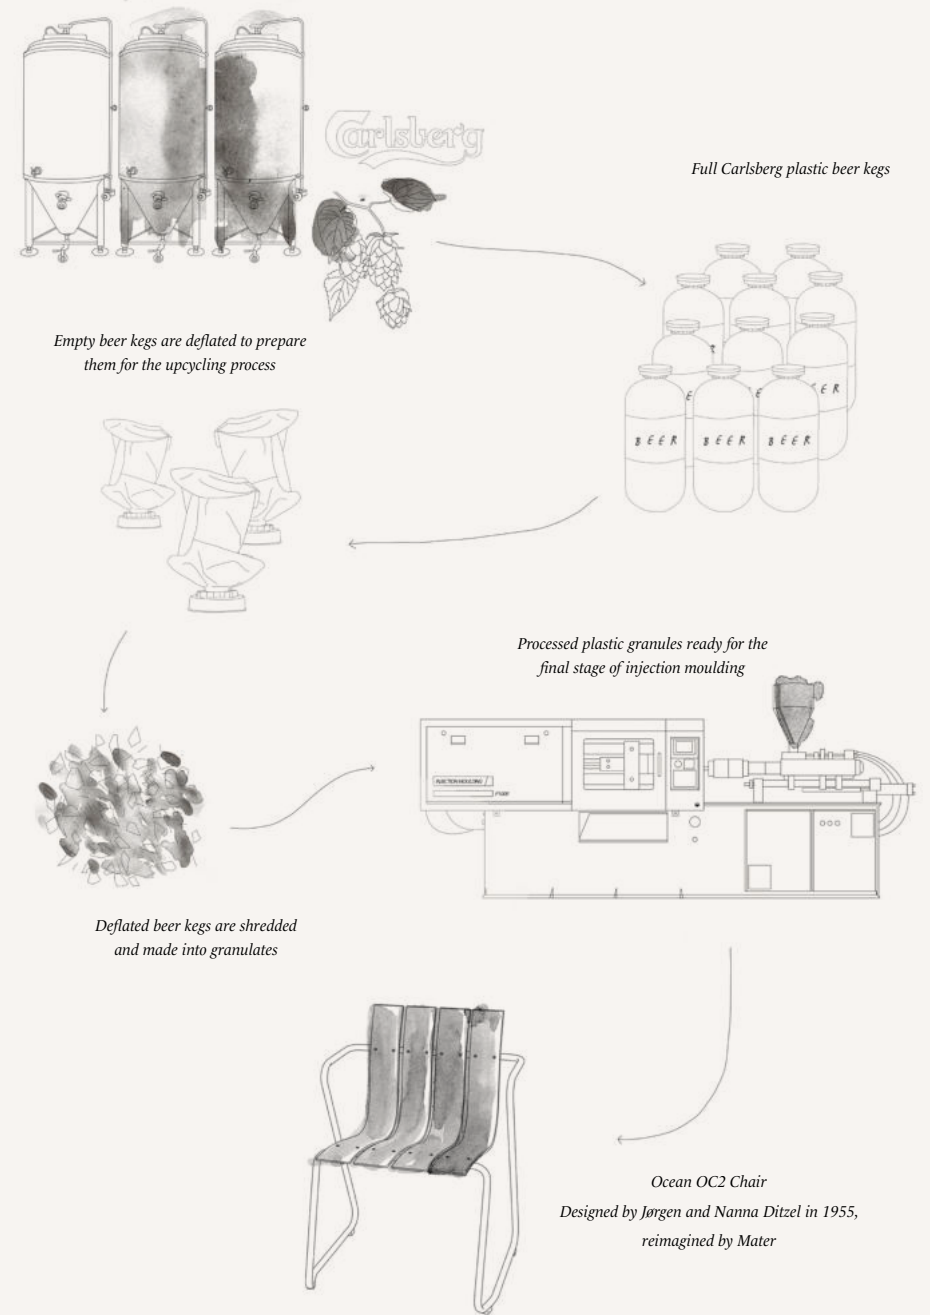 Carlsberg
Full Carlsberg plastic beer kegs
Empty beer kegs are deflated to prepare
them for the upcycling process
BEER BEER BEER
Processed plastic granules ready for the
final stage of injection moulding
Deflated beer kegs are shredded
and made into granulates
Ocean OC2 Chair
Designed by Jørgen and Nanna Ditzel in 1955,
reimagined by Mater